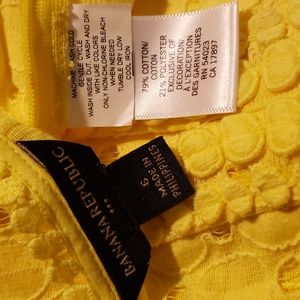 MACHINE WASH COLD
GENTLE CYCLE
WASH INSIDE OUT. WASH AND DRY
WITH LIKE COLORS
ONLY NON-CHLORINE BLEACH
WHEN NEEDED
TUMBLE DRY LOW
COOL IRON
79% COTTON/
21% POLYESTER/
EXCLUSIVE OF
DECORATION/
EXCLUSION
DES GARNITURES
RN 54023
CA 17897
BANANA REPUBLIC
6
MADE IN
PHILIPPINES